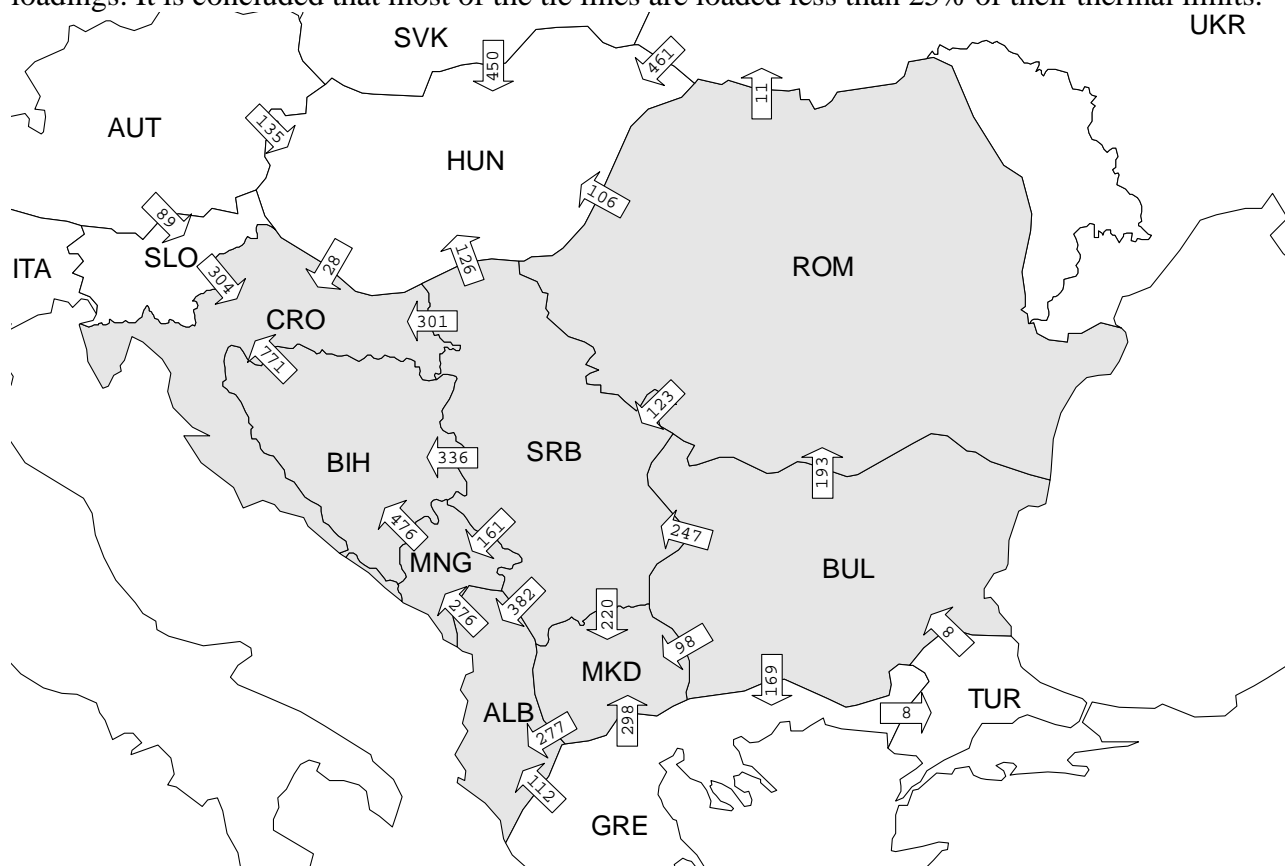 loadings. It is concluded that most of the tie lines are loaded less than 25% of their thermal limits.
UKR
SVK
450
461
11
AUT
135
HUN
106
89
SLO
304
ITA
28
126
ROM
CRO
301
771
123
BIH
336
SRB
193
476
161
247
MNG
BUL
276
382
220
98
8
MKD
169
TUR
ALB
277
298
8
112
GRE